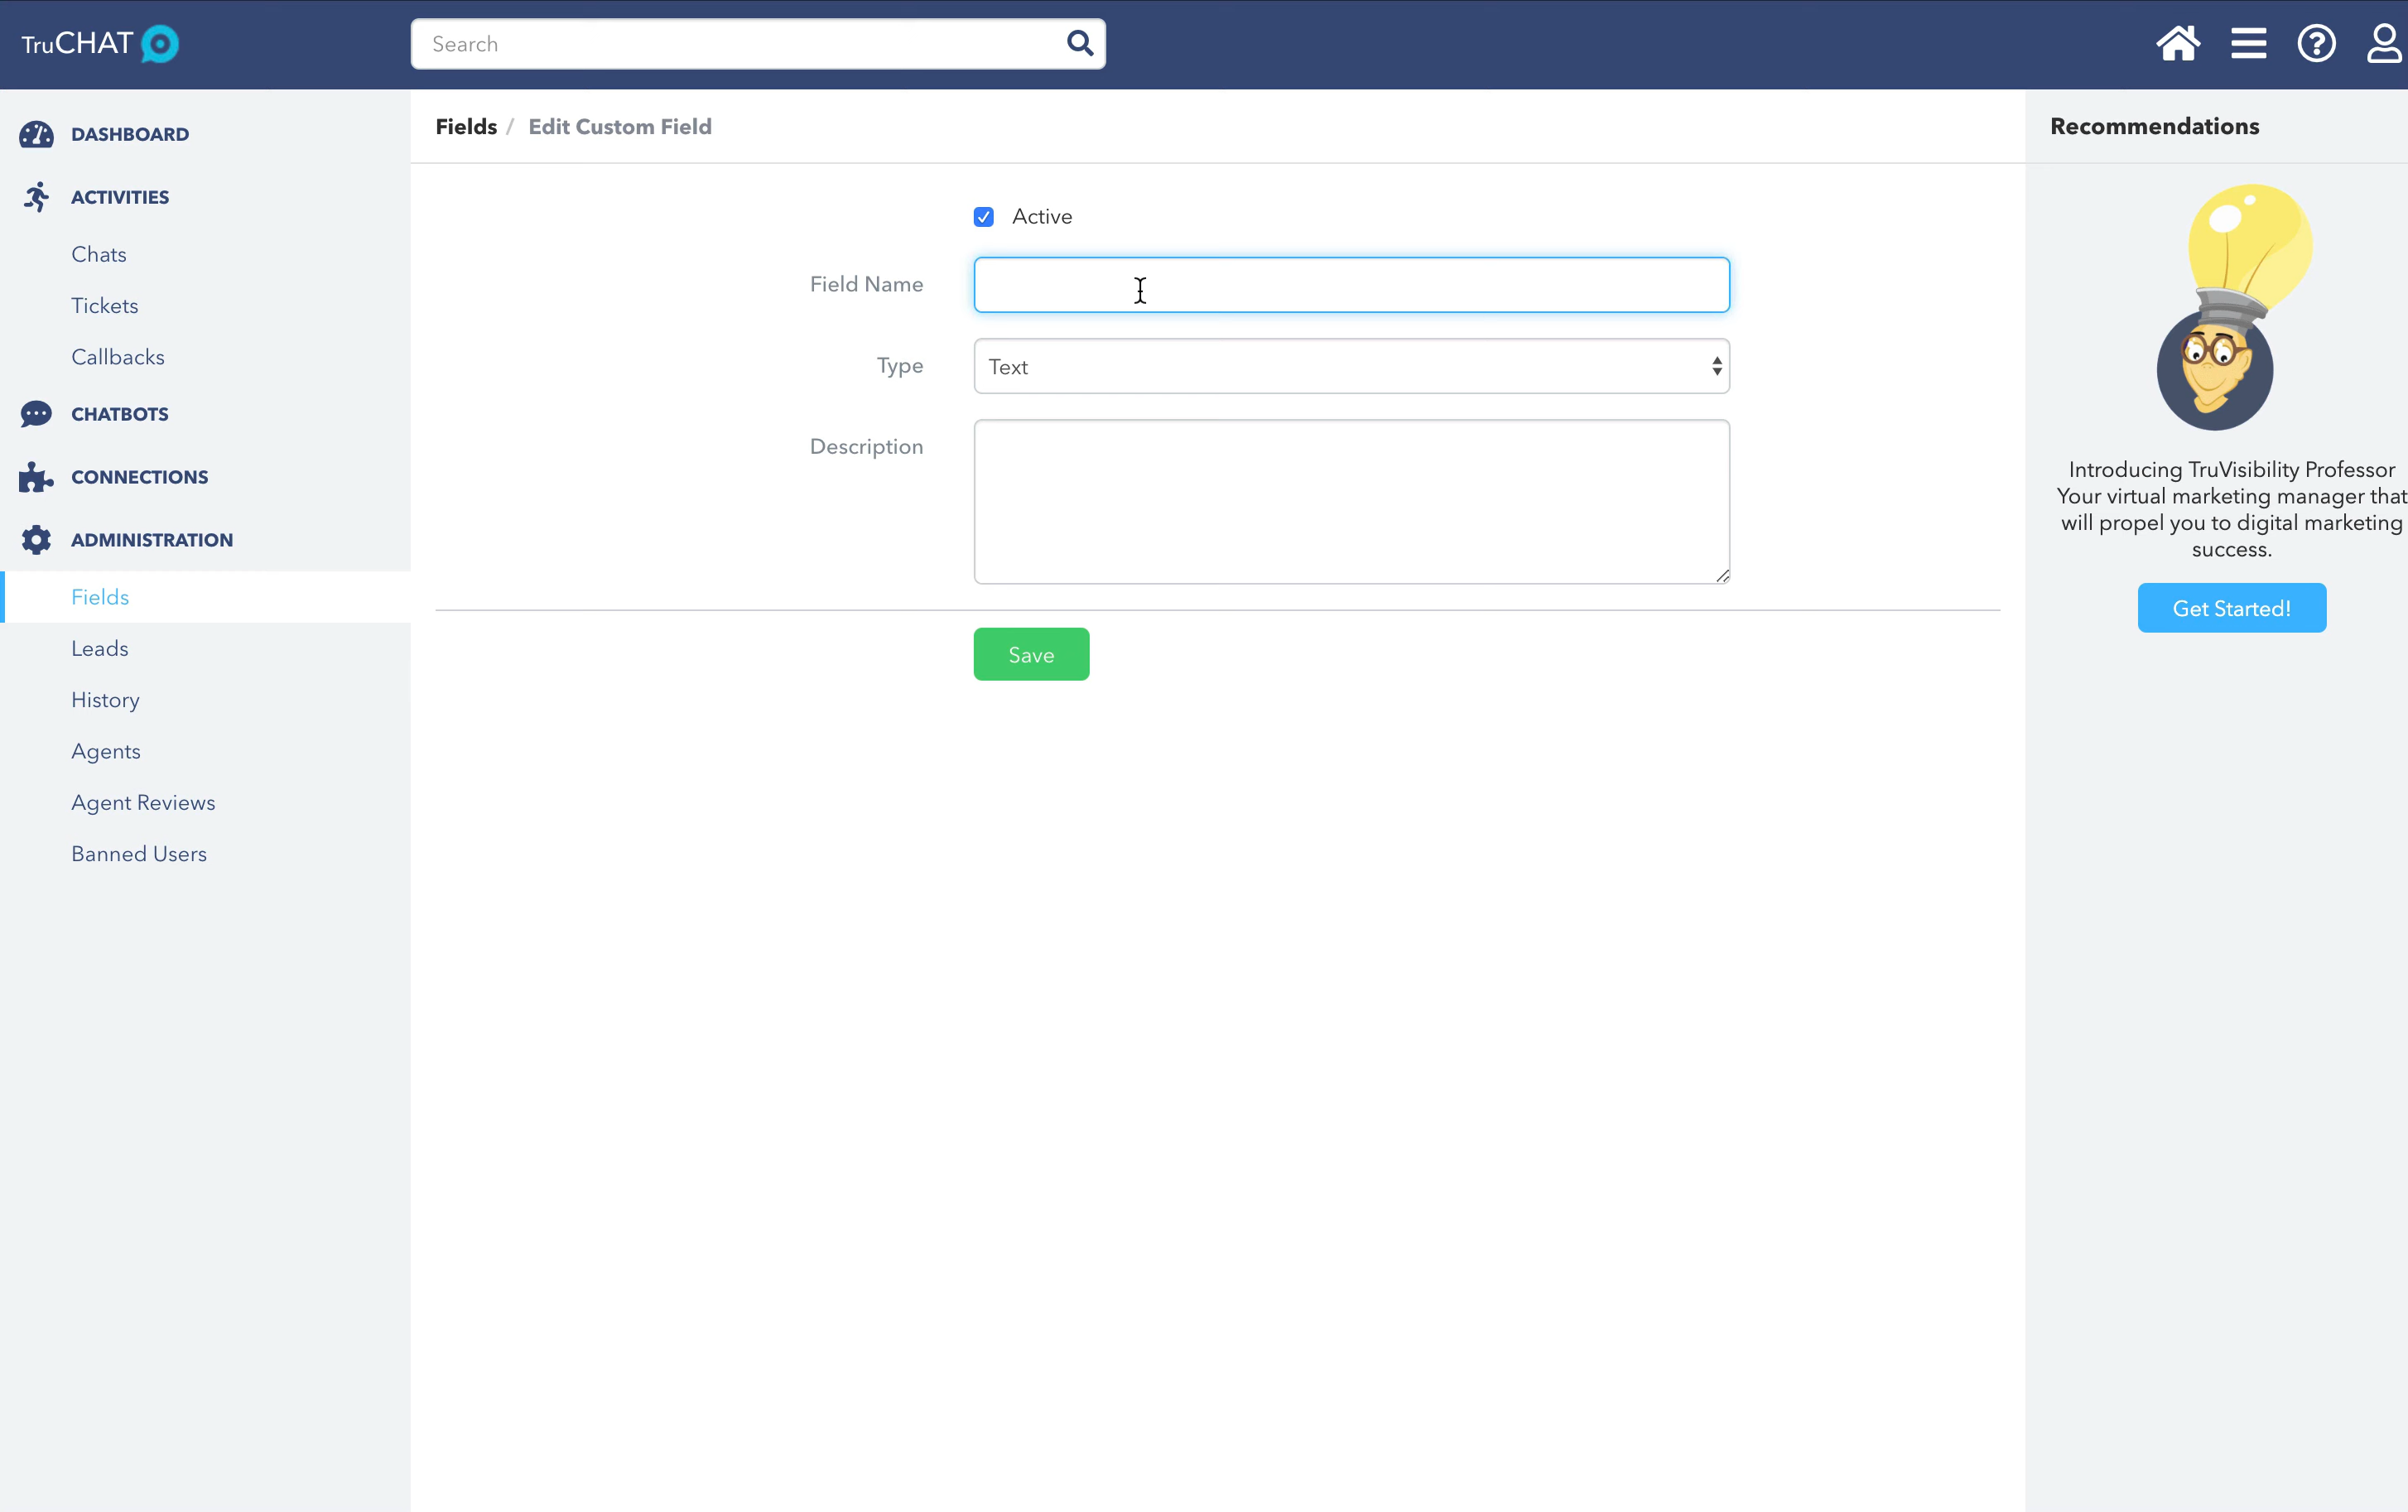 TruCHAT
Search
DASHBOARD
ACTIVITIES
Chats
Tickets
Callbacks
CHATBOTS
CONNECTIONS
ADMINISTRATION
Fields
Leads
History
Agents
Agent Reviews
Banned Users
Fields / Edit Custom Field
Active
Field Name
Type
Text
Description
Save
Recommendations
Introducing TruVisibility Professor
Your virtual marketing manager that
will propel you to digital marketing
success.
Get Started!